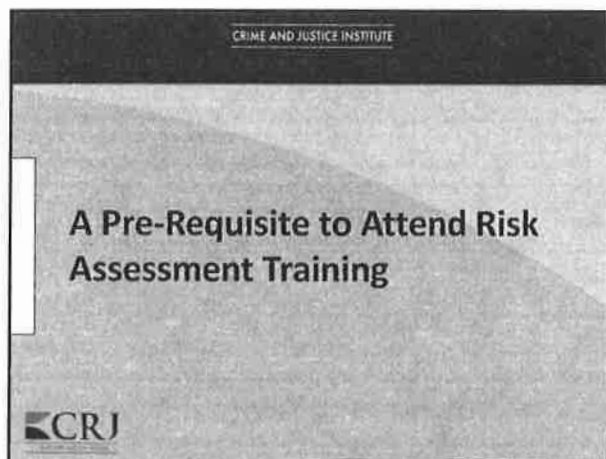 CRIME AND JUSTICE INSTITUTE
A Pre-Requisite to Attend Risk
Assessment Training
CRJ